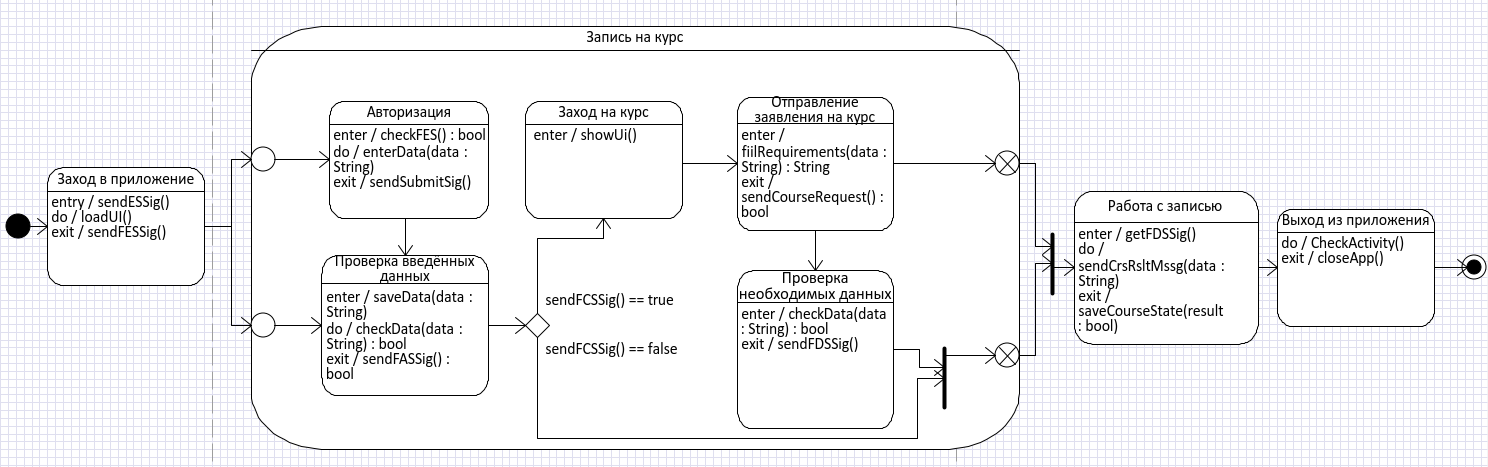 Запись на курс
Заход в приложение
entry / sendESSig()
do / loadUI()
exit / sendFESSig()
Авторизация
enter / checkFES() : bool
do / enterData(data :
String)
exit / sendSubmitSig()
Проверка введённых
данных
enter / saveData(data :
String)
do / checkData(data :
String) : bool
exit / sendFASSig() :
bool
Заход на курс
enter / showUi()
sendFCSSig() == true
sendFCSSig() == false
Отправление
заявления на курс
enter /
fiilRequirements(data :
String) : String
exit /
sendCourseRequest() :
bool
Проверка
необходимых данных
enter / checkData(data
: String) : bool
exit / sendFDSSig()
Работа с записью
enter / getFDSSig()
do /
sendCrsRsltMssg(data :
String)
exit /
saveCourseState(result
: bool)
Выход из приложения
do / CheckActivity()
exit / closeApp()